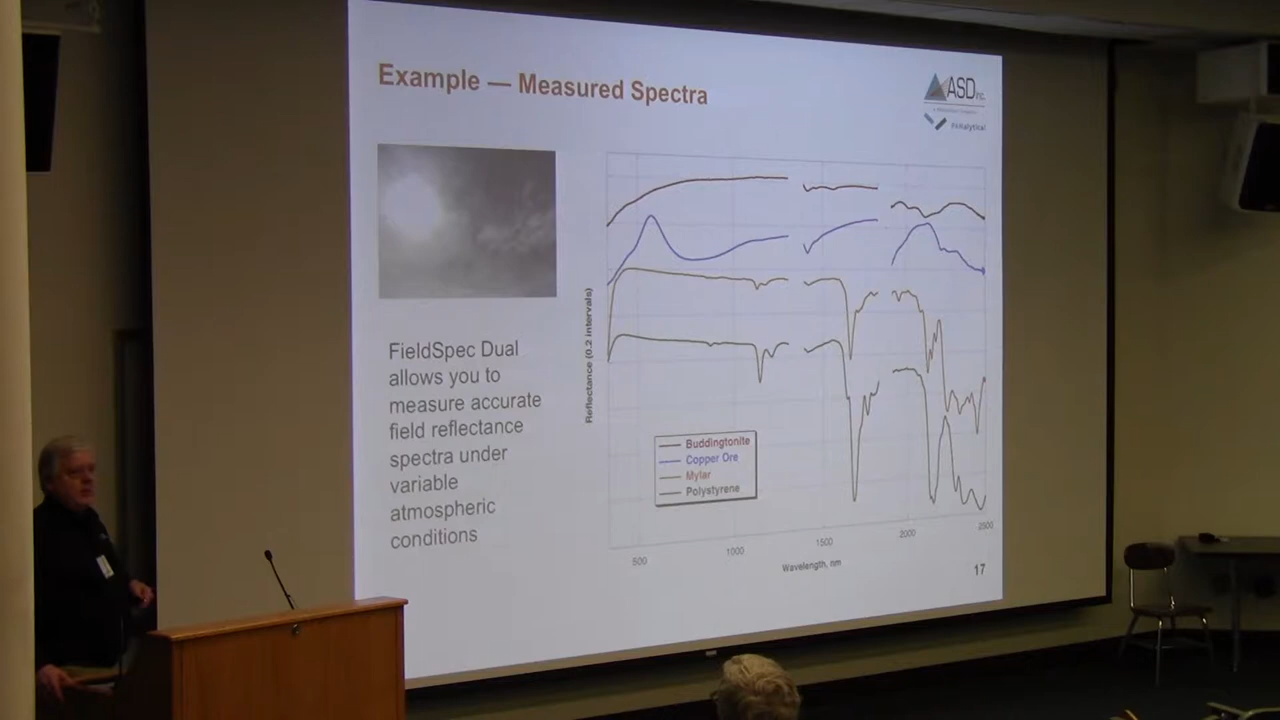 Example — Measured Spectra
ASD Inc.
PANalytical
FieldSpec Dual
allows you to
measure accurate
field reflectance
spectra under
variable
atmospheric
conditions
Reflectance (0.2 intervals)
Buddingtonite
Copper Ore
Mylar
Polystyrene
500
1000
1500
2000
2500
Wavelength, nm
17